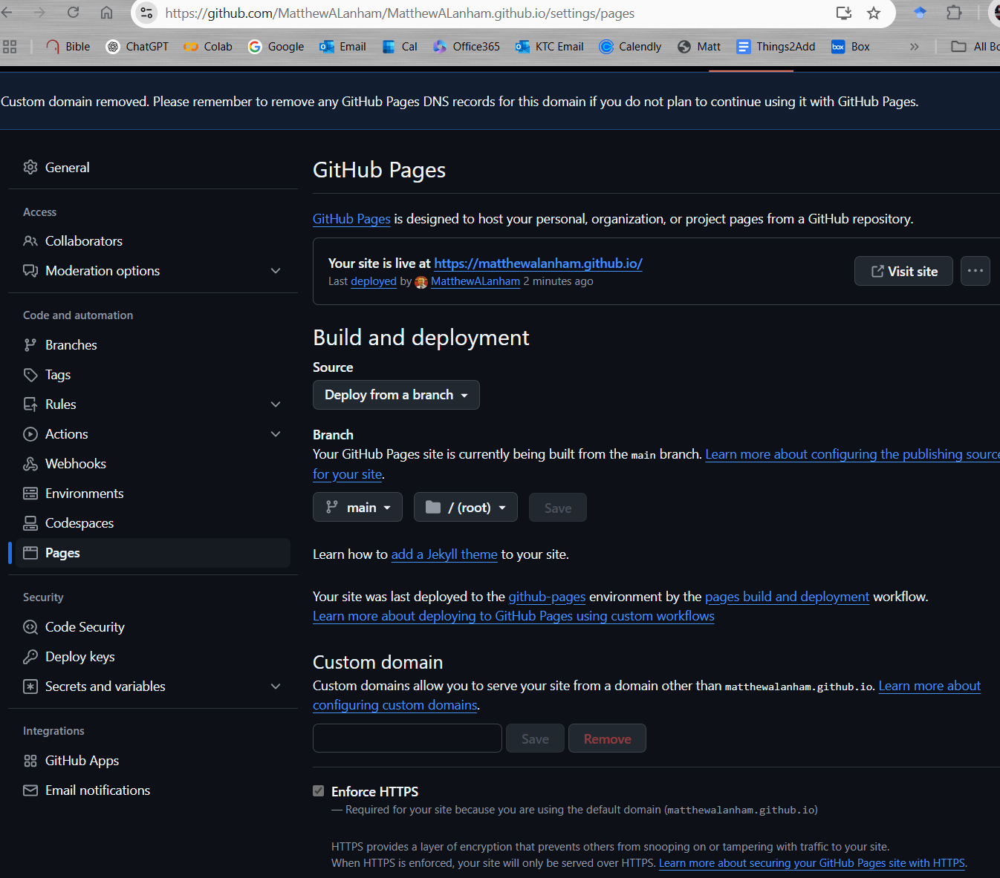 https://github.com/MatthewALanham/MatthewALanham.github.io/settings/pages
Bible ChatGPT Colab Google Email Cal Office365 KTC Email Calendly Matt Things2Add box Box » All Bo
Custom domain removed. Please remember to remove any GitHub Pages DNS records for this domain if you do not plan to continue using it with GitHub Pages.
General
Access
Collaborators
Moderation options
Code and automation
Branches
Tags
Rules
Actions
Webhooks
Environments
Codespaces
Pages
Security
Code Security
Deploy keys
Secrets and variables
Integrations
GitHub Apps
Email notifications
GitHub Pages
GitHub Pages is designed to host your personal, organization, or project pages from a GitHub repository.
Your site is live at https://matthewalanham.github.io/
Last deployed by MatthewALanham 2 minutes ago
Visit site
Build and deployment
Source
Deploy from a branch
Branch
Your GitHub Pages site is currently being built from the main branch. Learn more about configuring the publishing source
for your site.
main / (root) Save
Learn how to add a Jekyll theme to your site.
Your site was last deployed to the github-pages environment by the pages build and deployment workflow.
Learn more about deploying to GitHub Pages using custom workflows
Custom domain
Custom domains allow you to serve your site from a domain other than matthewalanham.github.io. Learn more about
configuring custom domains.
Save Remove
Enforce HTTPS
— Required for your site because you are using the default domain (matthewalanham.github.io)
HTTPS provides a layer of encryption that prevents others from snooping on or tampering with traffic to your site.
When HTTPS is enforced, your site will only be served over HTTPS. Learn more about securing your GitHub Pages site with HTTPS.